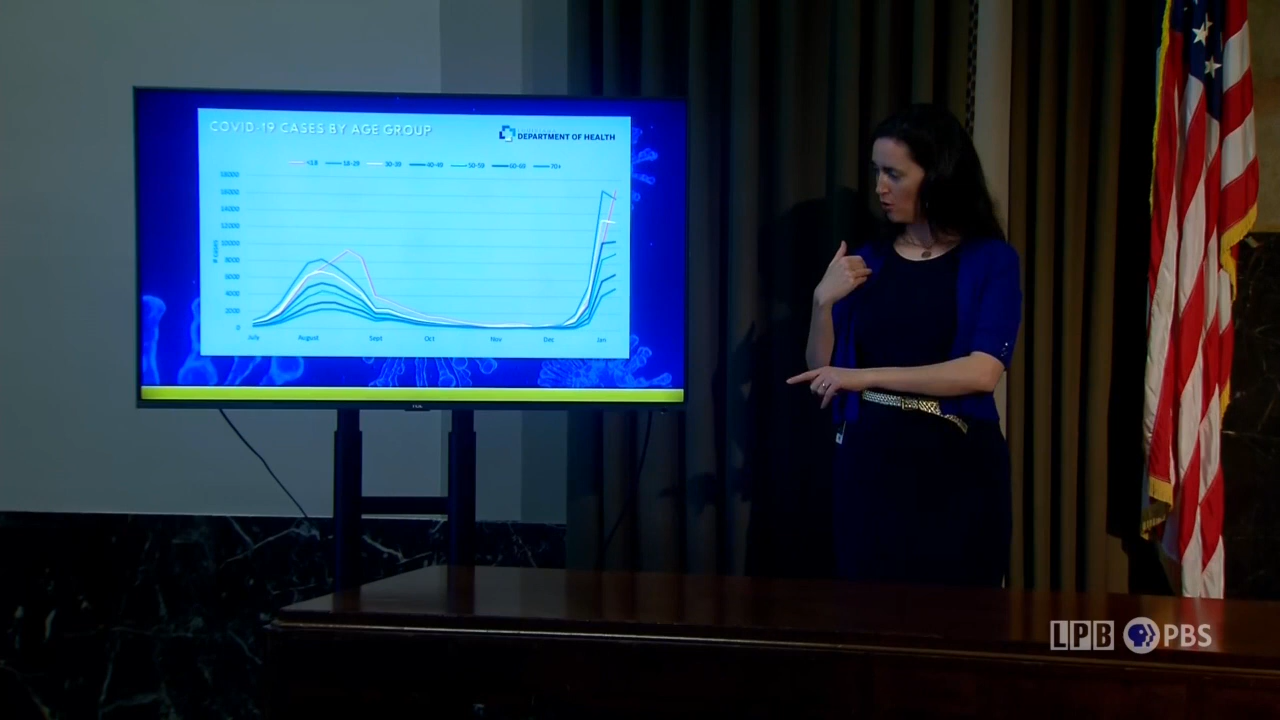 COVID-19 CASES BY AGE GROUP
DEPARTMENT OF HEALTH
<18 18-29 30-39 40-49 50-59 60-69 70+
18000
16000
14000
12000
10000
8000
6000
4000
2000
0
# cases
July August Sept Oct Nov Dec Jan
TCL
LPB PBS